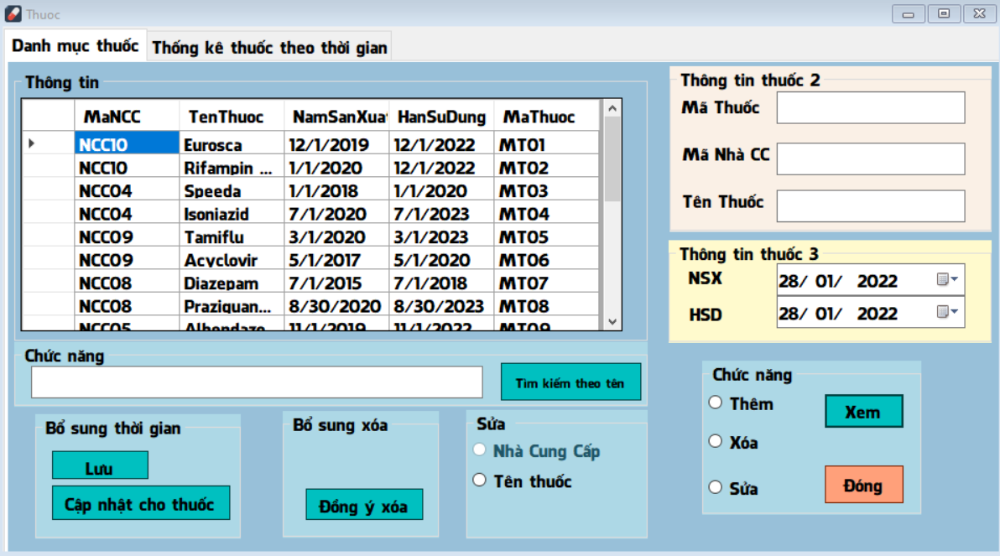 Thuoc
Danh mục thuốc Thống kê thuốc theo thời gian
Thông tin
MaNCC TenThuoc NamSanXuat HanSuDung MaThuoc
NCC10 Eurosca 12/1/2019 12/1/2022 MT01
NCC10 Rifampin ... 1/1/2020 12/1/2022 MT02
NCC04 Speeda 1/1/2018 1/1/2020 MT03
NCC04 Isoniazid 7/1/2020 7/1/2023 MT04
NCC09 Tamiflu 3/1/2020 3/1/2023 MT05
NCC09 Acyclovir 5/1/2017 5/1/2020 MT06
NCC08 Diazepam 7/1/2015 7/1/2018 MT07
NCC08 Praziquan... 8/30/2020 8/30/2023 MT08
NCC05 Albendazo 11/1/2019 11/1/2022 MT09
Chức năng
Tìm kiếm theo tên
Bổ sung thời gian
Lưu
Cập nhật cho thuốc
Bổ sung xóa
Đồng ý xóa
Sửa
Nhà Cung Cấp
Tên thuốc
Thông tin thuốc 2
Mã Thuốc
Mã Nhà CC
Tên Thuốc
Thông tin thuốc 3
NSX 28/ 01/ 2022
HSD 28/ 01/ 2022
Chức năng
Thêm
Xem
Xóa
Sửa
Đóng